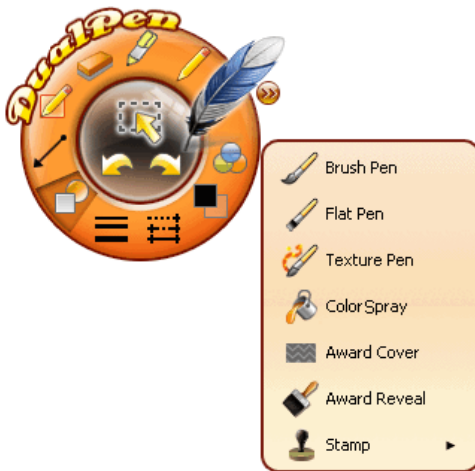 DualPen
Brush Pen
Flat Pen
Texture Pen
ColorSpray
Award Cover
Award Reveal
Stamp